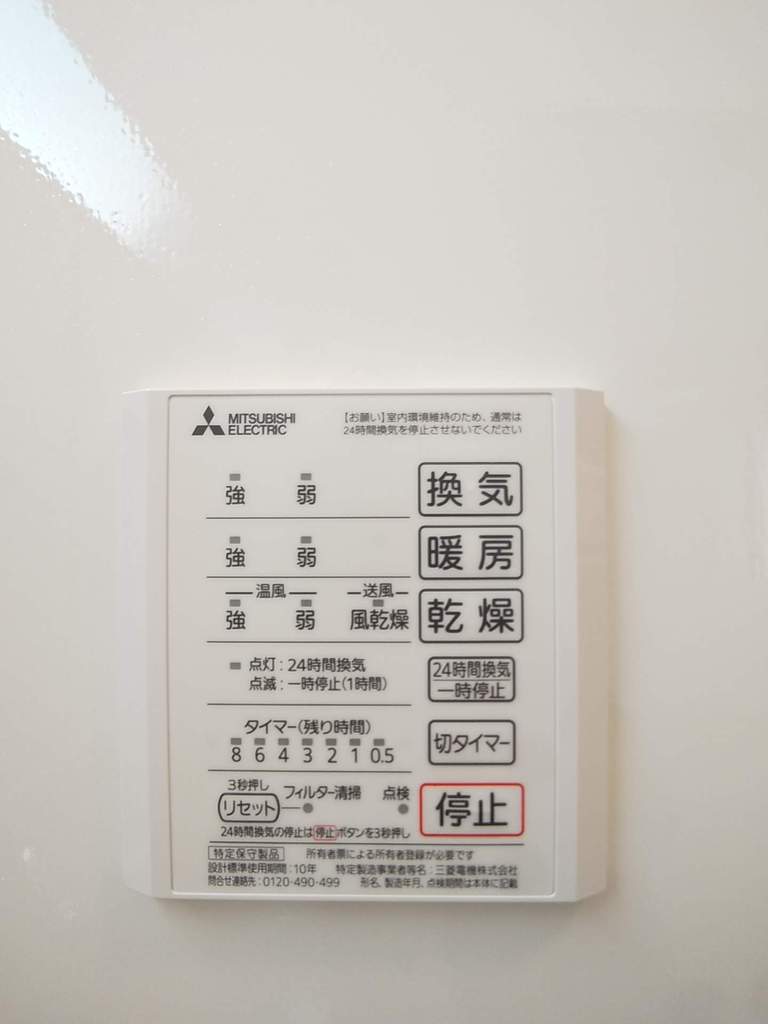 MITSUBISHI
ELECTRIC
【お願い】室内環境維持のため、通常は
24時間換気を停止させないでください
強 弱 換気
強 弱 暖房
温風 送風
強 弱 風乾燥 乾燥
点灯：24時間換気
点滅：一時停止(1時間)
24時間換気
一時停止
タイマー(残り時間)
8 6 4 3 2 1 0.5
切タイマー
3秒押し
リセット フィルター清掃 点検
停止
24時間換気の停止は停止ボタンを3秒押し
特定保守製品 所有者票による所有者登録が必要です
設計標準使用期間：10年 特定製造事業者等名：三菱電機株式会社
問合せ連絡先：0120-490-499 形名、製造年月、点検期間は本体に記載